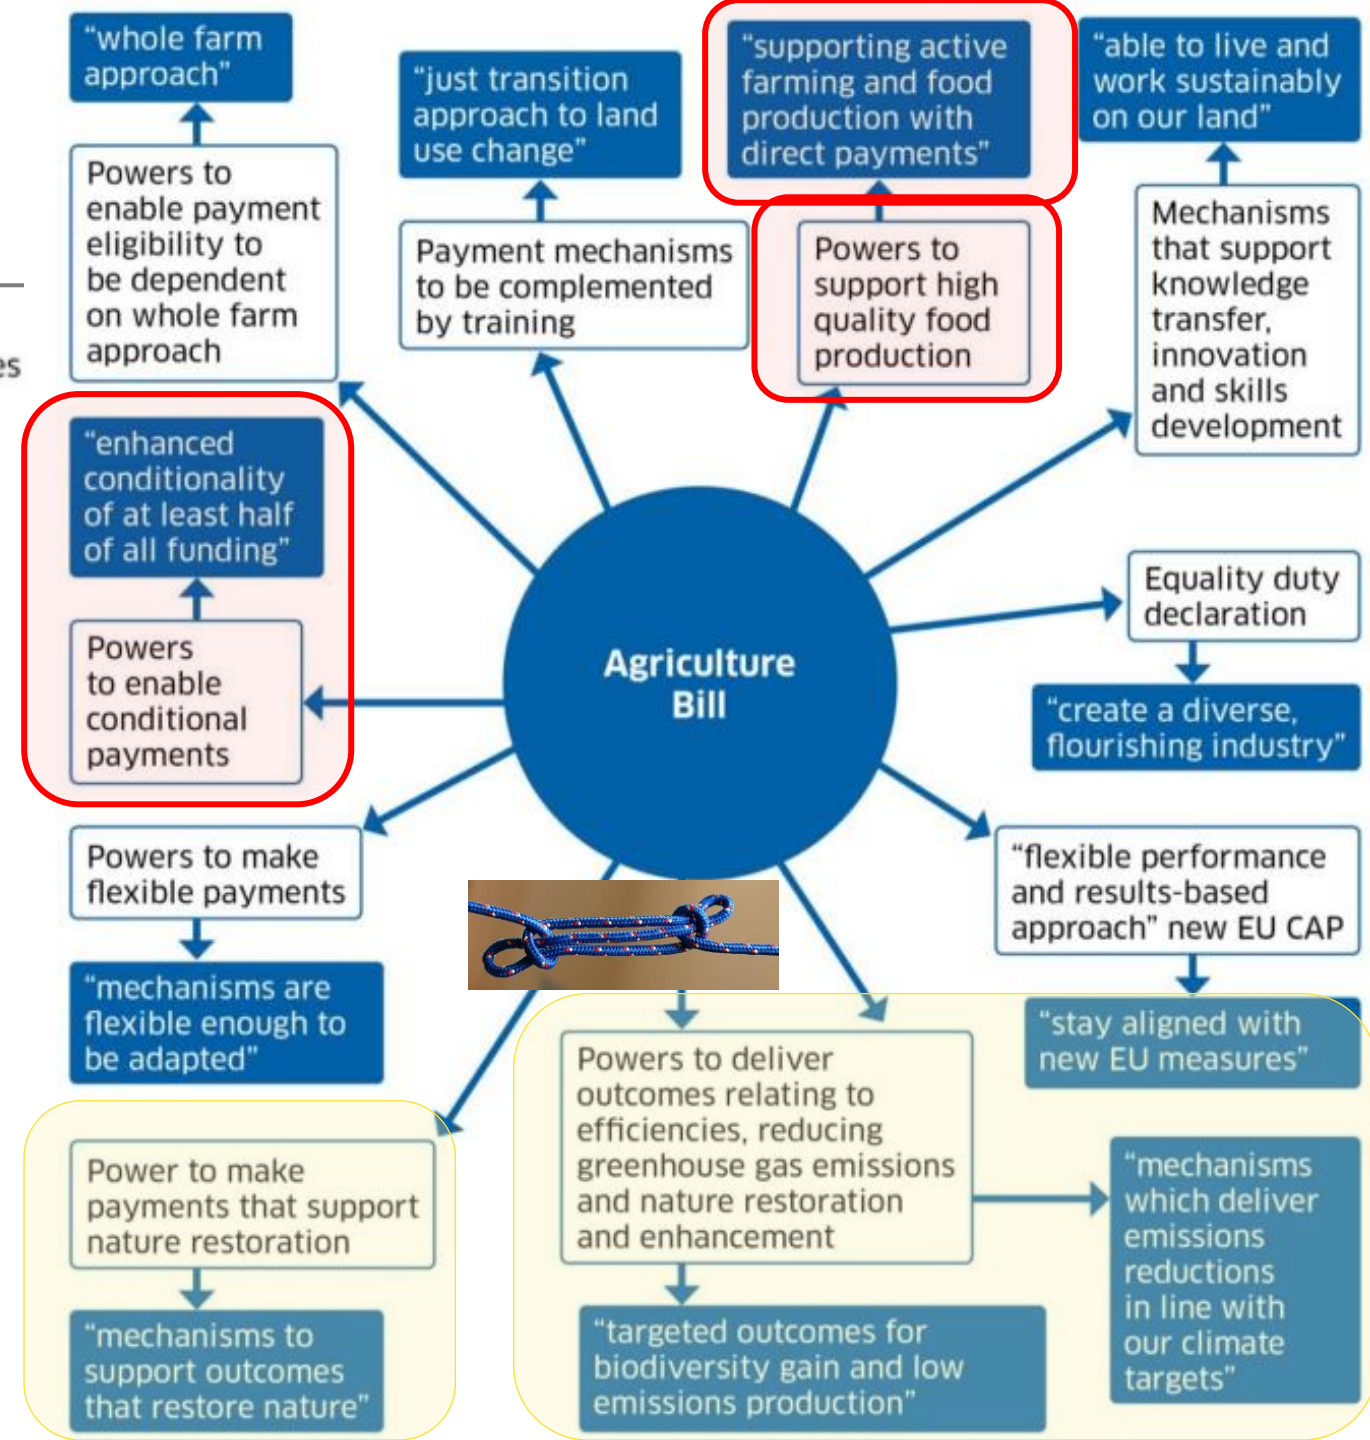 “whole farm
approach”
Powers to
enable payment
eligibility to
be dependent
on whole farm
approach
“just transition
approach to land
use change”
Payment mechanisms
to be complemented
by training
“supporting active
farming and food
production with
direct payments”
Powers to
support high
quality food
production
“able to live and
work sustainably
on our land”
Mechanisms
that support
knowledge
transfer,
innovation
and skills
development
es
“enhanced
conditionality
of at least half
of all funding”
Powers
to enable
conditional
payments
Agriculture
Bill
Equality duty
declaration
“create a diverse,
flourishing industry”
Powers to make
flexible payments
“mechanisms are
flexible enough to
be adapted”
“flexible performance
and results-based
approach” new EU CAP
“stay aligned with
new EU measures”
Power to make
payments that support
nature restoration
“mechanisms to
support outcomes
that restore nature”
Powers to deliver
outcomes relating to
efficiencies, reducing
greenhouse gas emissions
and nature restoration
and enhancement
“targeted outcomes for
biodiversity gain and low
emissions production”
“mechanisms
which deliver
emissions
reductions
in line with
our climate
targets”